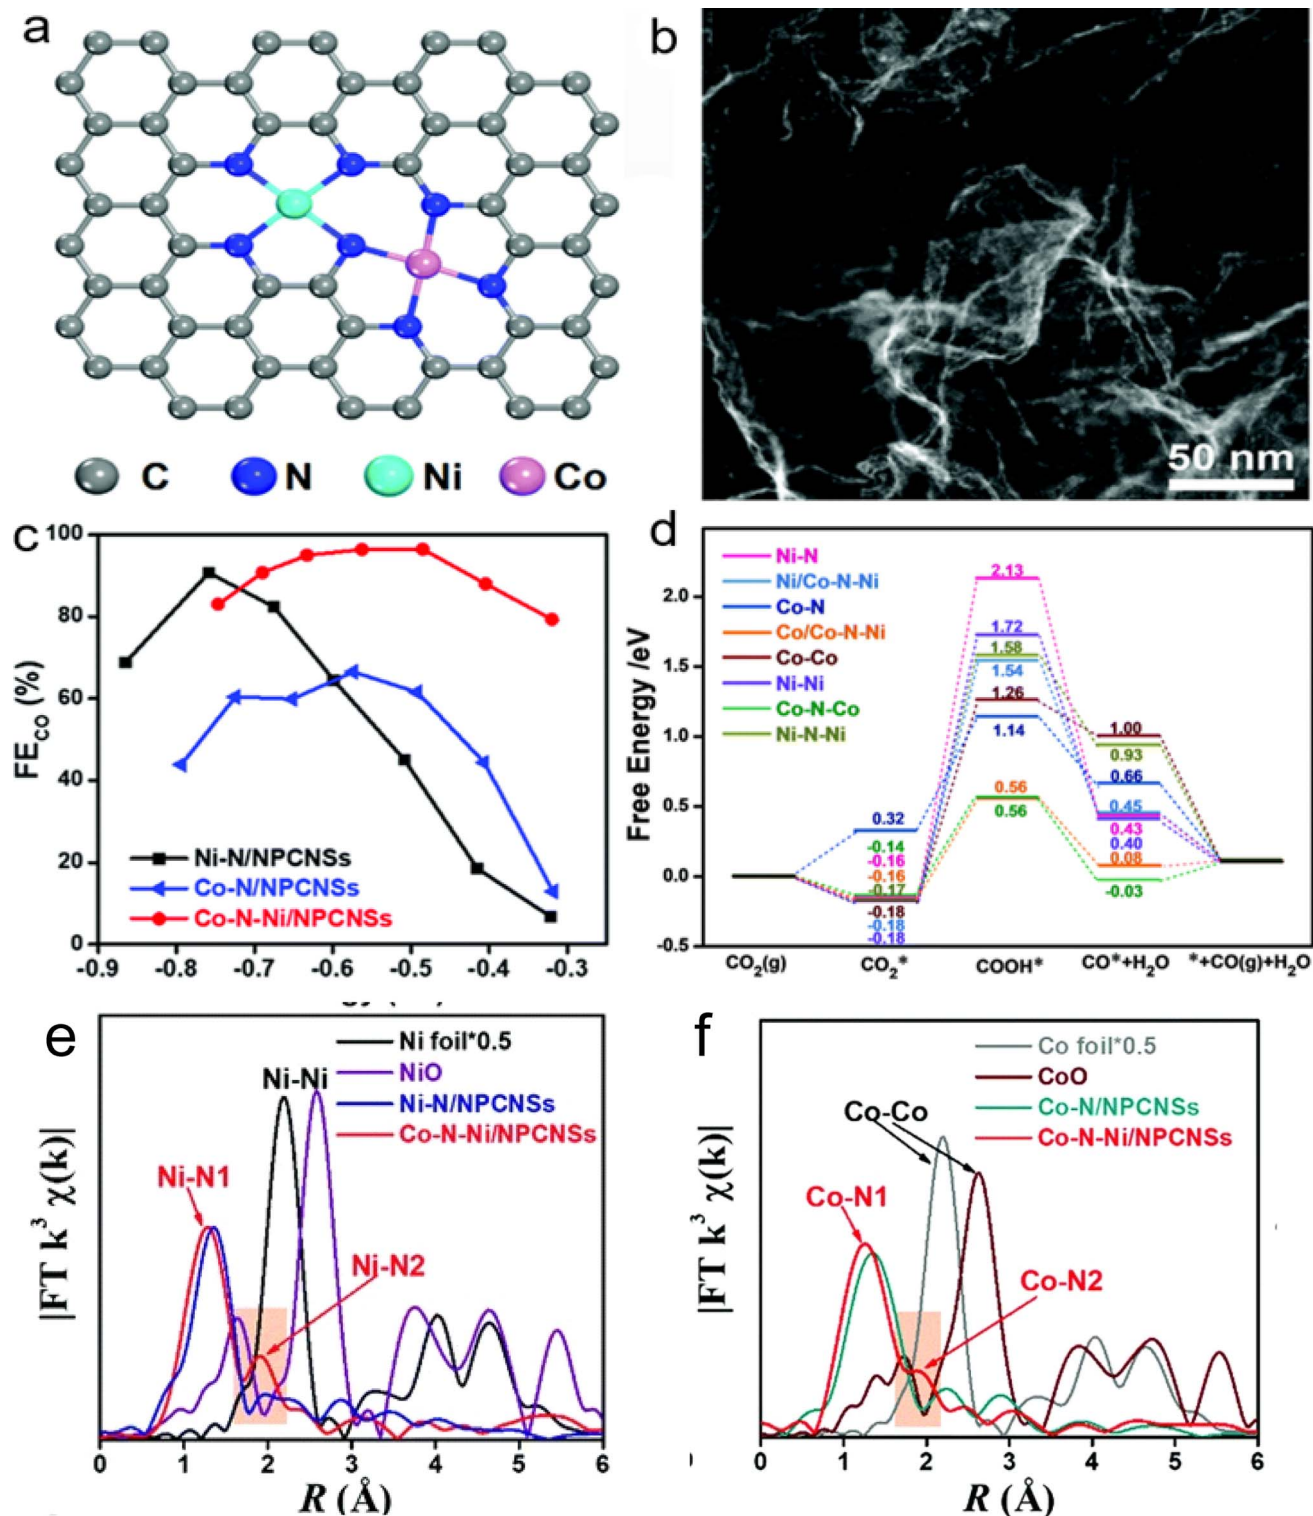 a
C N Ni Co
b
50 nm
c
FE_CO (%)
100
80
60
40
20
0
Ni-N/NPCNSs
Co-N/NPCNSs
Co-N-Ni/NPCNSs
-0.9 -0.8 -0.7 -0.6 -0.5 -0.4 -0.3
d
Free Energy /eV
2.0
1.5
1.0
0.5
0.0
-0.5
Ni-N
Ni/Co-N-Ni
Co-N
Co/Co-N-Ni
Co-Co
Ni-Ni
Co-N-Co
Ni-N-Ni
0.32
-0.14
-0.16
-0.16
-0.17
-0.18
-0.18
-0.18
2.13
1.72
1.58
1.54
1.26
1.14
0.56
0.56
1.00
0.93
0.66
0.45
0.43
0.40
0.08
-0.03
CO₂(g) CO₂* COOH* CO*+H₂O *+CO(g)+H₂O
e
|FT k³ χ(k)|
Ni foil*0.5
NiO
Ni-N/NPCNSs
Co-N-Ni/NPCNSs
Ni-Ni
Ni-N1
Ni-N2
0 1 2 3 4 5 6
R (Å)
f
|FT k³ χ(k)|
Co foil*0.5
CoO
Co-N/NPCNSs
Co-N-Ni/NPCNSs
Co-Co
Co-N1
Co-N2
0 1 2 3 4 5 6
R (Å)